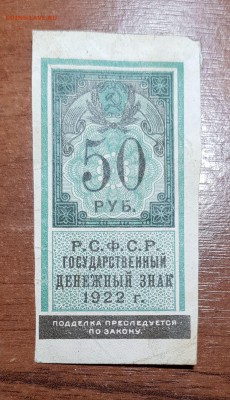 50
РУБ.
Р.С.Ф.С.Р.
ГОСУДАРСТВЕННЫЙ
ДЕНЕЖНЫЙ ЗНАК
1922 г.
ПОДДЕЛКА ПРЕСЛЕДУЕТСЯ
ПО ЗАКОНУ.